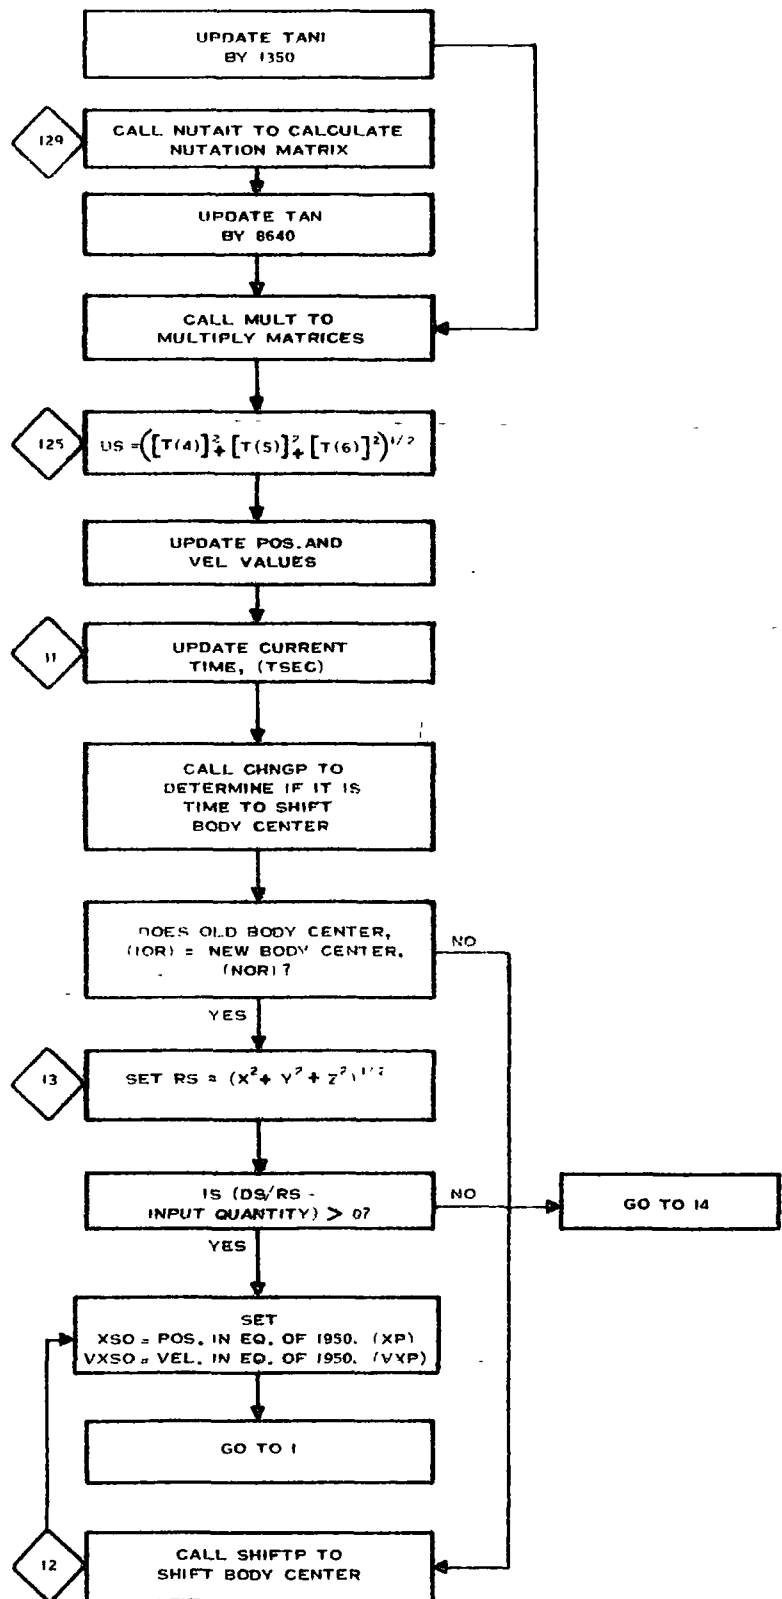 UPDATE TANI
BY 1350
129
CALL NUTAIT TO CALCULATE
NUTATION MATRIX
UPDATE TAN
BY 8640
CALL MULT TO
MULTIPLY MATRICES
125
DS = ([T(4)]² + [T(5)]² + [T(6)]²)^1/2
UPDATE POS. AND
VEL VALUES
11
UPDATE CURRENT
TIME, (TSEC)
CALL CHNGP TO
DETERMINE IF IT IS
TIME TO SHIFT
BODY CENTER
DOES OLD BODY CENTER,
(IOR) = NEW BODY CENTER,
(NOR)?
NO
YES
13
SET RS = (X² + Y² + Z²)^1/2
IS (DS/RS -
INPUT QUANTITY) > 0?
NO
GO TO 14
YES
SET
XSO = POS. IN EQ. OF 1950. (XP)
VXSO = VEL. IN EQ. OF 1950. (VXP)
GO TO 1
12
CALL SHIFTP TO
SHIFT BODY CENTER